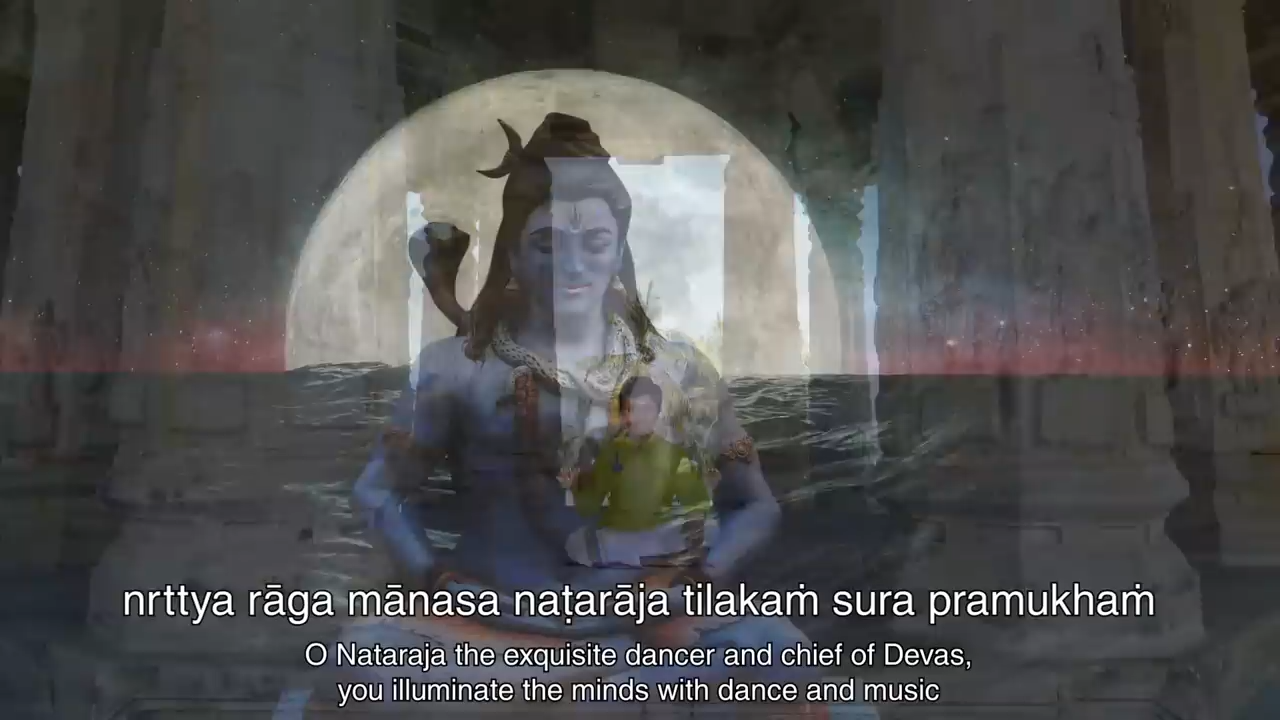 nrttya rāga mānasa naṭarāja tilakaṁ sura pramukhaṁ
O Nataraja the exquisite dancer and chief of Devas,
you illuminate the minds with dance and music